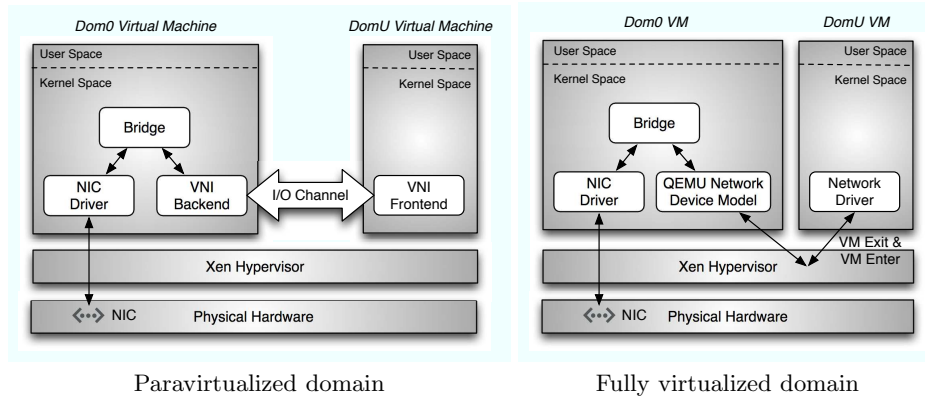 Dom0 Virtual Machine
DomU Virtual Machine
User Space
Kernel Space
User Space
Kernel Space
Bridge
NIC
Driver
VNI
Backend
I/O Channel
VNI
Frontend
Xen Hypervisor
NIC
Physical Hardware
Paravirtualized domain
Dom0 VM
DomU VM
User Space
Kernel Space
User Space
Kernel Space
Bridge
NIC
Driver
QEMU Network
Device Model
Network
Driver
VM Exit &
VM Enter
Xen Hypervisor
NIC
Physical Hardware
Fully virtualized domain